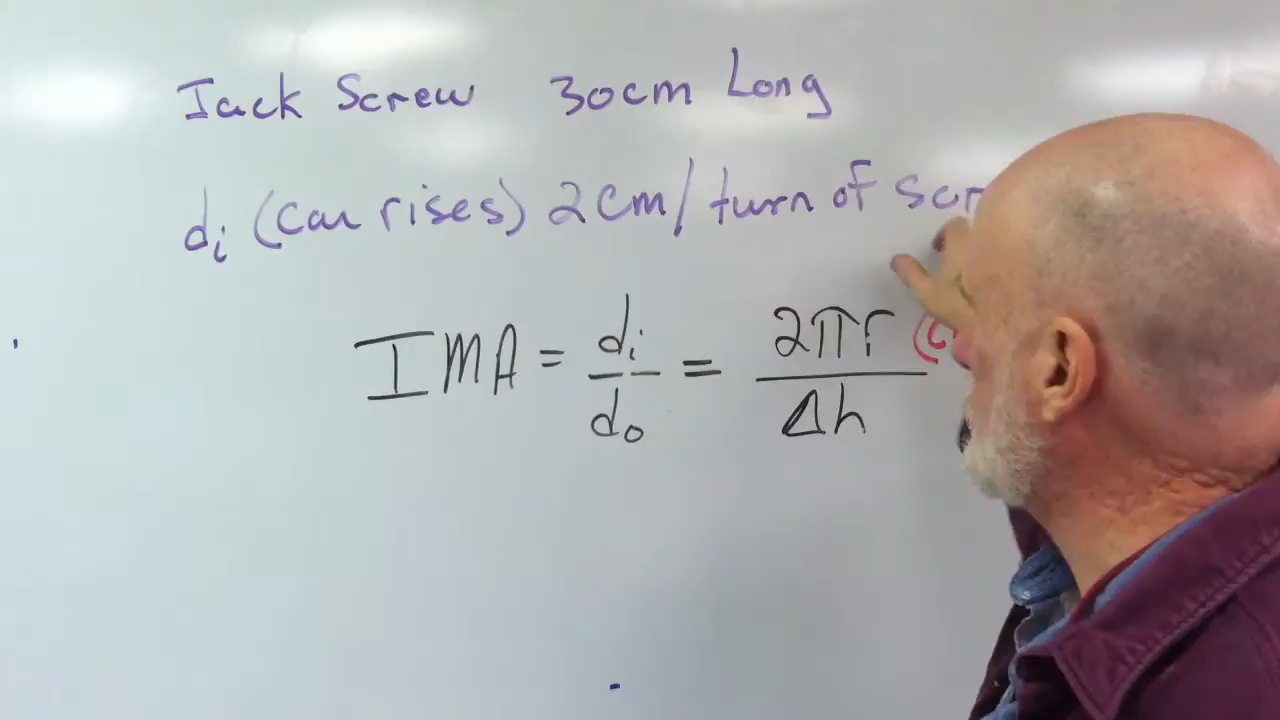 Jack Screw 30cm Long
di (car rises) 2cm/turn of
IMA = di/do = 2πr/Δh